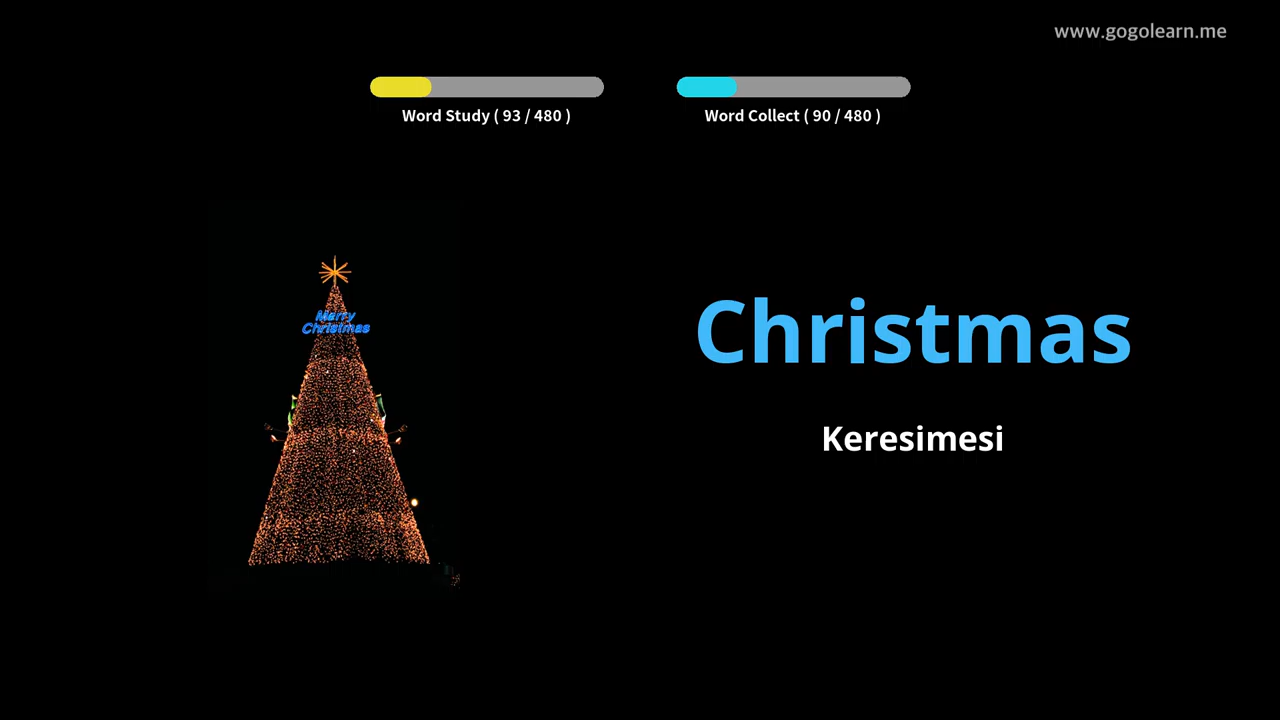 www.gogolearn.me
Word Study ( 93 / 480 )
Word Collect ( 90 / 480 )
Merry
Christmas
Christmas
Keresimesi